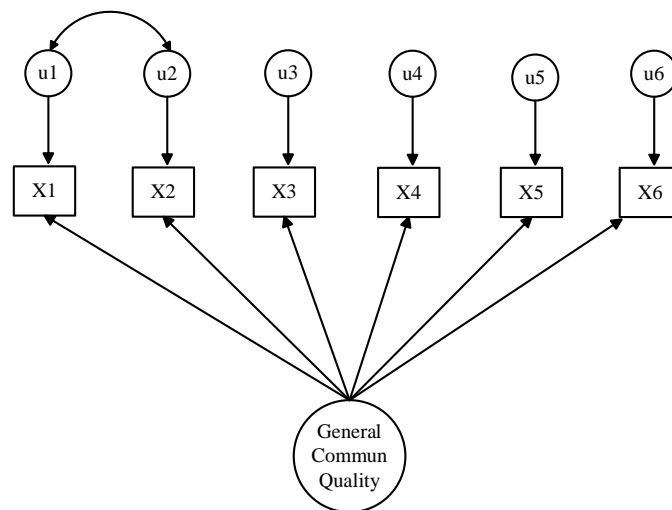 u1
u2
u3
u4
u5
u6
X1
X2
X3
X4
X5
X6
General
Commun
Quality